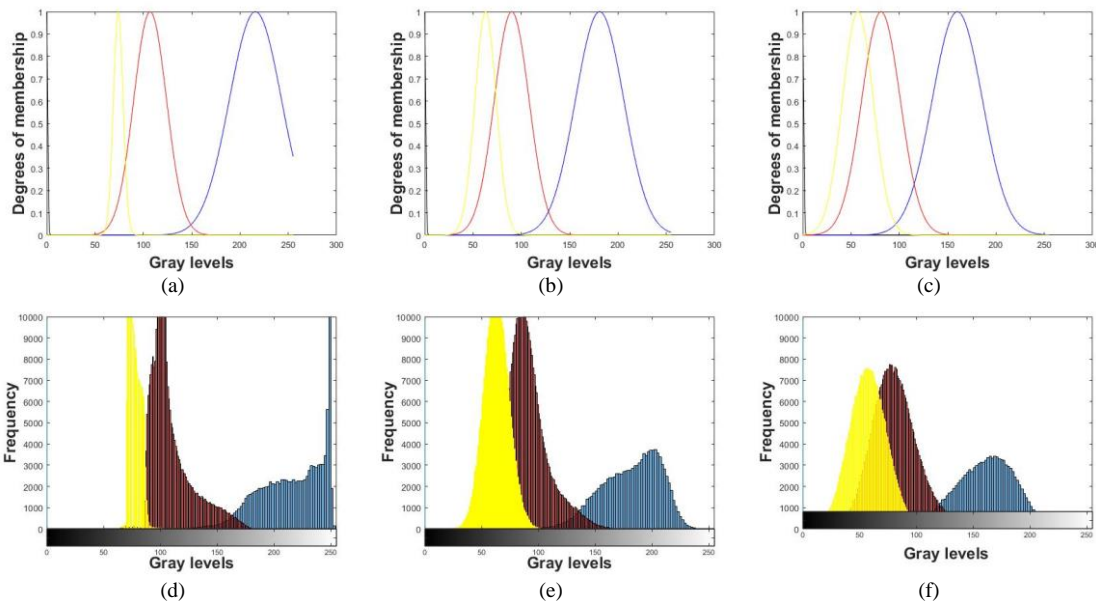 1 0.9 0.8 0.7 0.6 0.5 0.4 0.3 0.2 0.1 0
Degrees of membership
0 50 100 150 200 250 300
Gray levels
(a)
1 0.9 0.8 0.7 0.6 0.5 0.4 0.3 0.2 0.1 0
Degrees of membership
0 50 100 150 200 250 300
Gray levels
(b)
1 0.9 0.8 0.7 0.6 0.5 0.4 0.3 0.2 0.1 0
Degrees of membership
0 50 100 150 200 250 300
Gray levels
(c)
10000 9000 8000 7000 6000 5000 4000 3000 2000 1000 0
Frequency
0 50 100 150 200 250
Gray levels
(d)
10000 9000 8000 7000 6000 5000 4000 3000 2000 1000 0
Frequency
0 50 100 150 200 250
Gray levels
(e)
10000 9000 8000 7000 6000 5000 4000 3000 2000 1000 0
Frequency
0 50 100 150 200 250
Gray levels
(f)